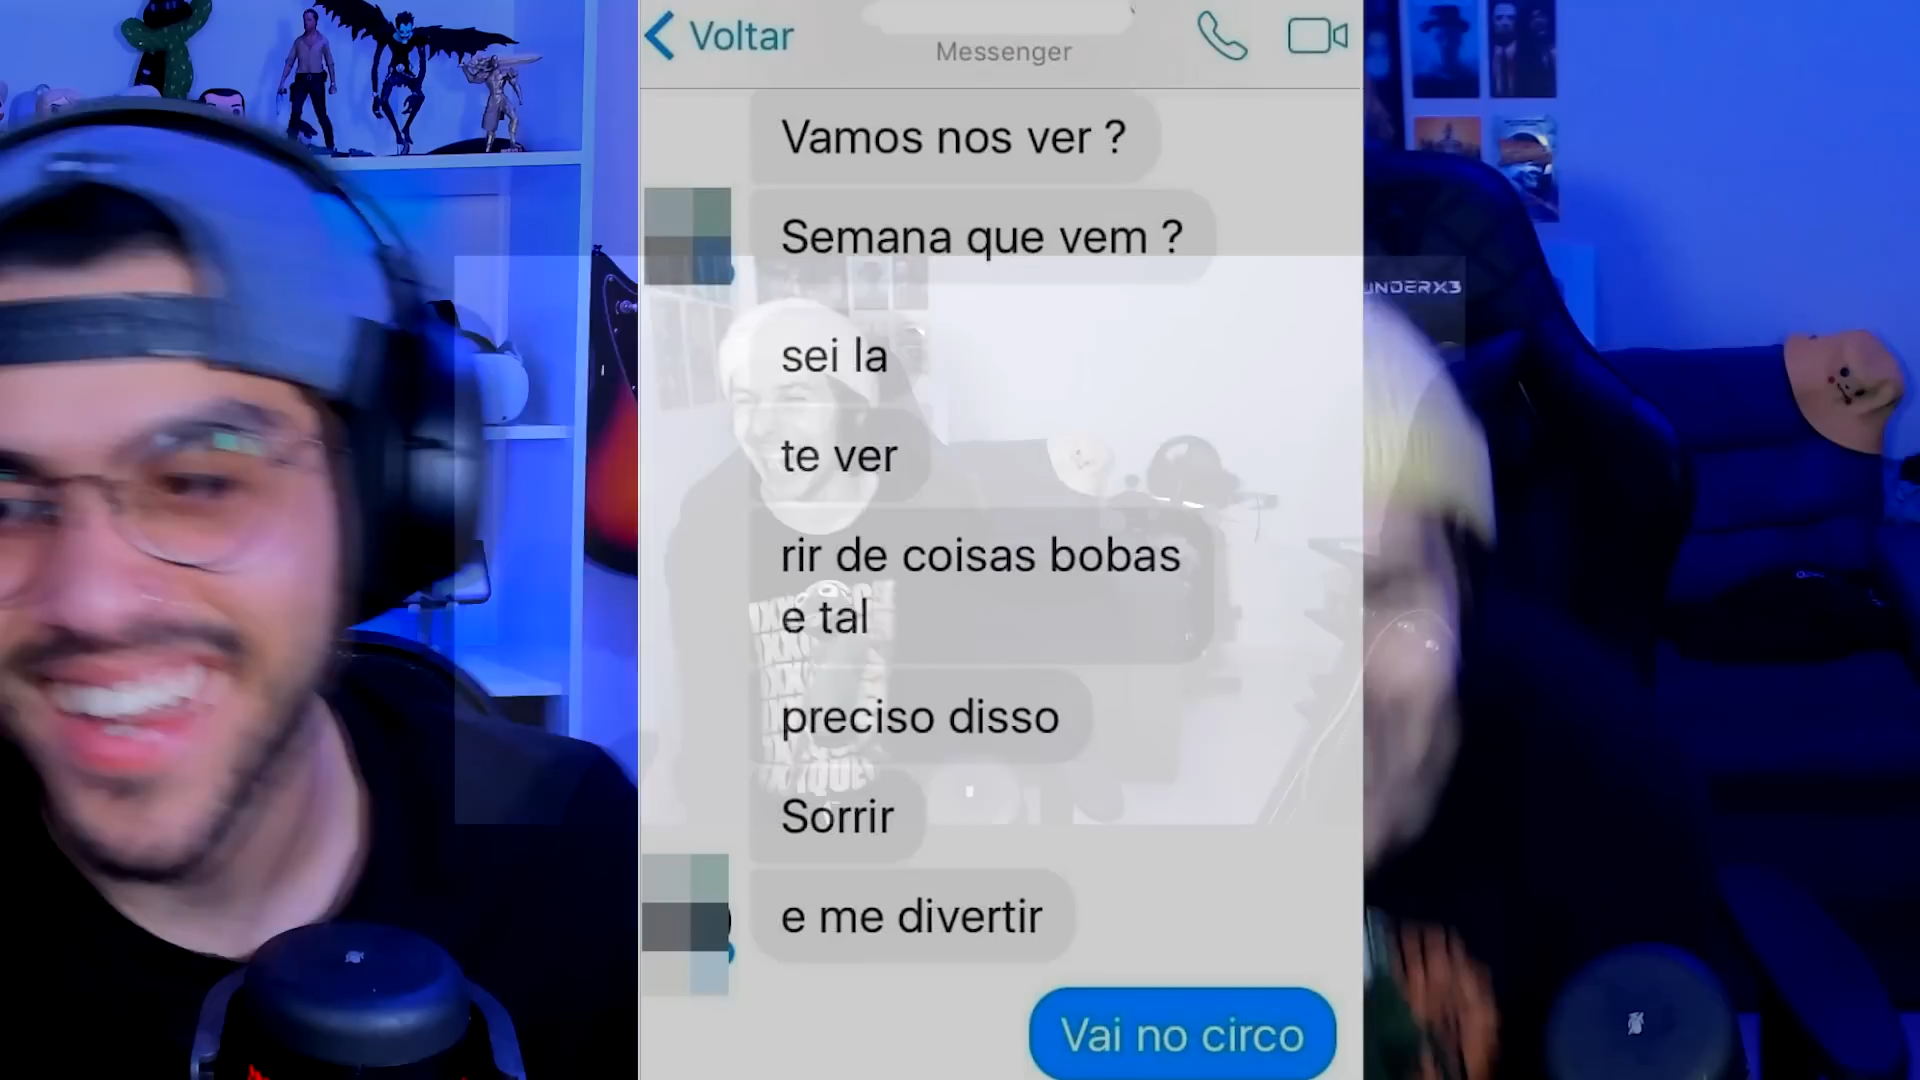 Voltar
Messenger
Vamos nos ver ?
Semana que vem ?
sei la
te ver
rir de coisas bobas
e tal
preciso disso
Sorrir
e me divertir
Vai no circo
UNDERX3